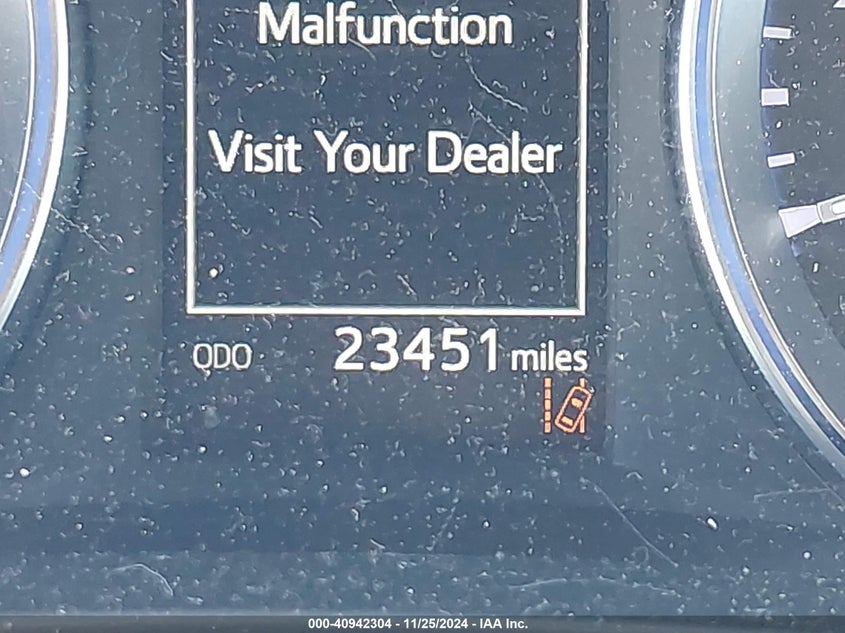 Malfunction
Visit Your Dealer
ODO 23451 miles
000-40942304 - 11/25/2024 - IAA Inc.